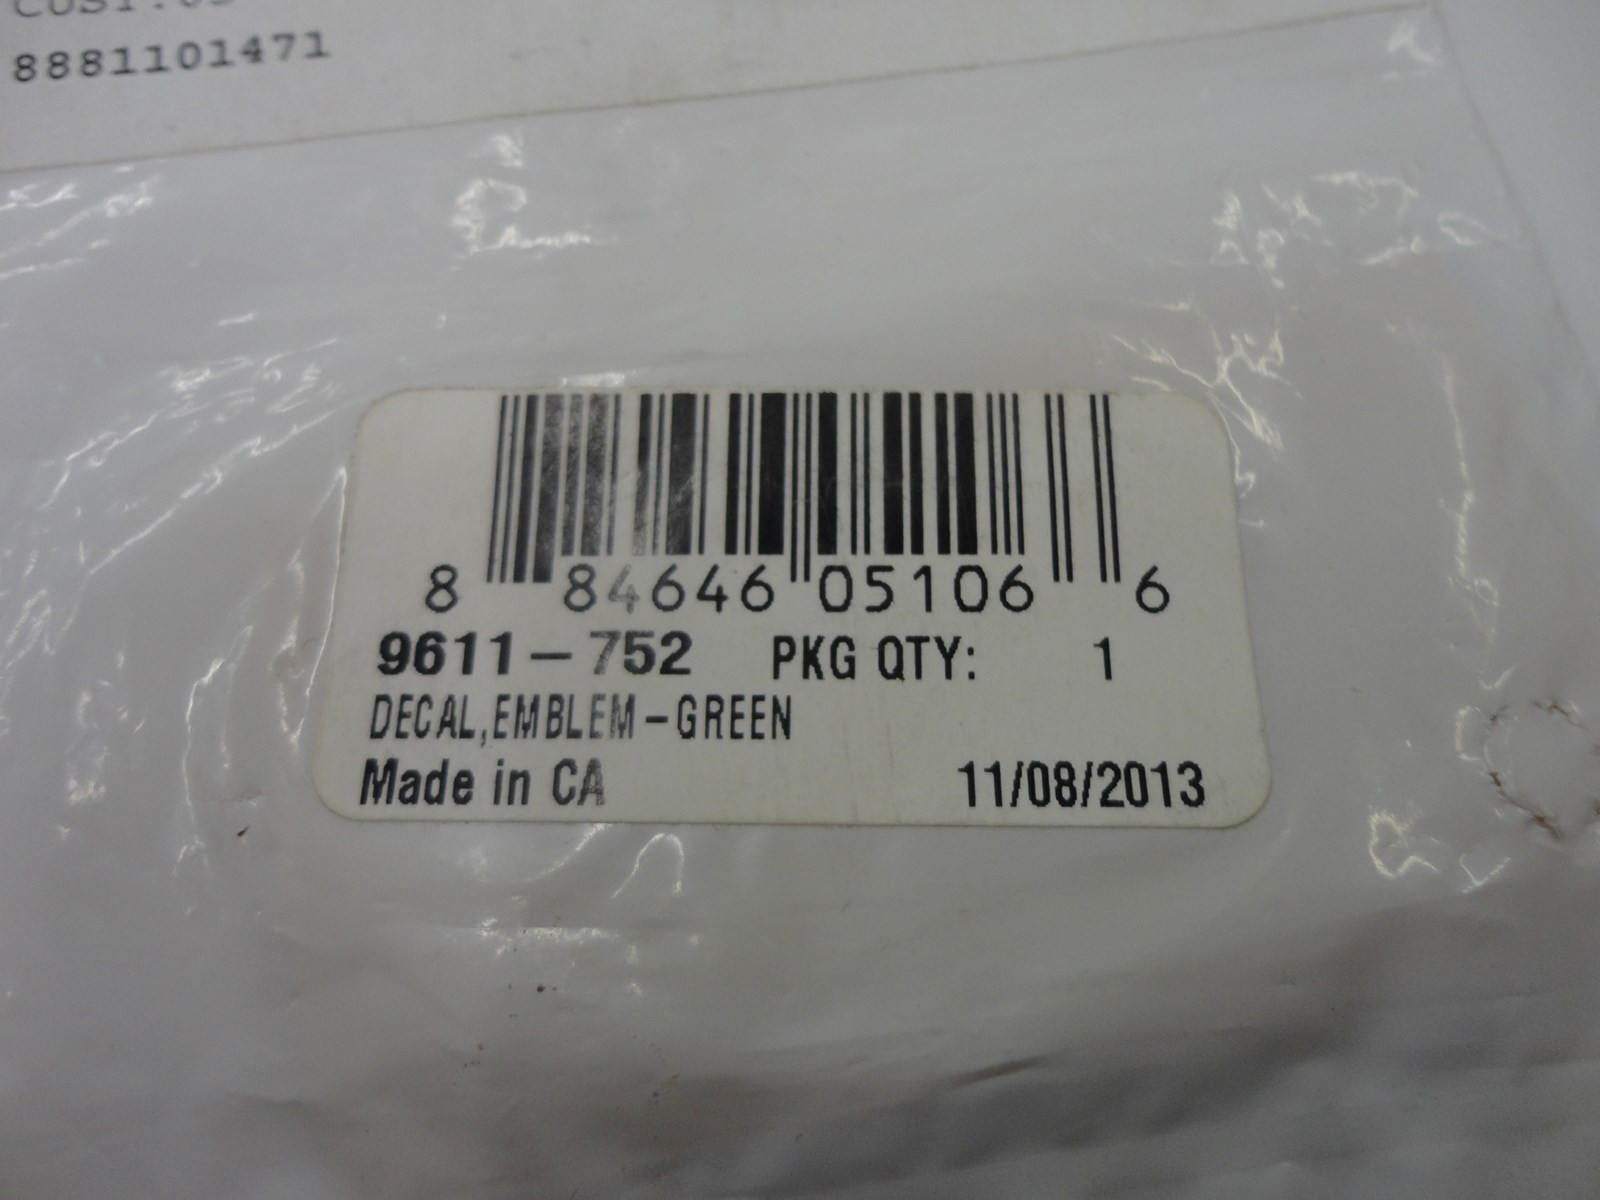 8881101471
8 84646 05106 6
9611-752 PKG QTY: 1
DECAL,EMBLEM-GREEN
Made in CA 11/08/2013